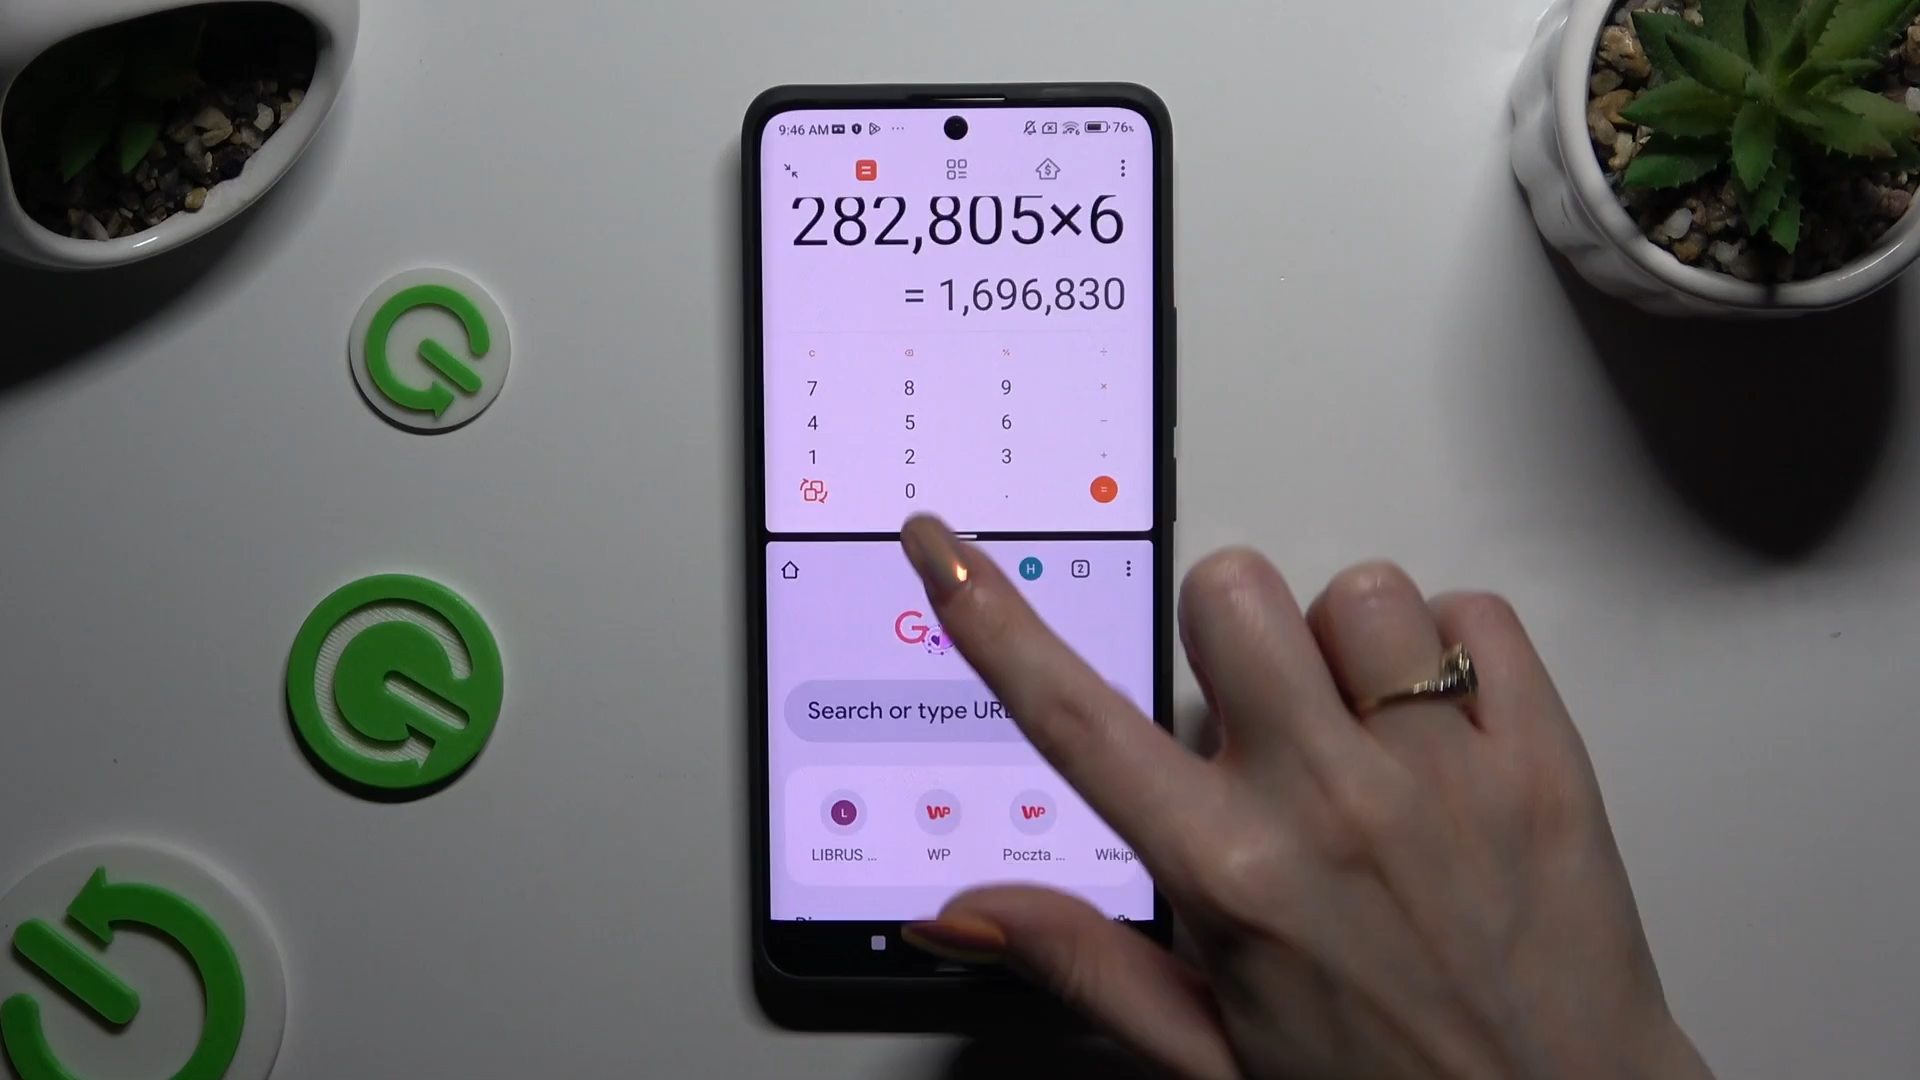 9:46 AM 76%
282,805×6
= 1,696,830
C % ÷
7 8 9 ×
4 5 6 −
1 2 3 +
0 . =
H 2
G
Search or type URL
L WP WP
LIBRUS ... WP Poczta ... Wikip